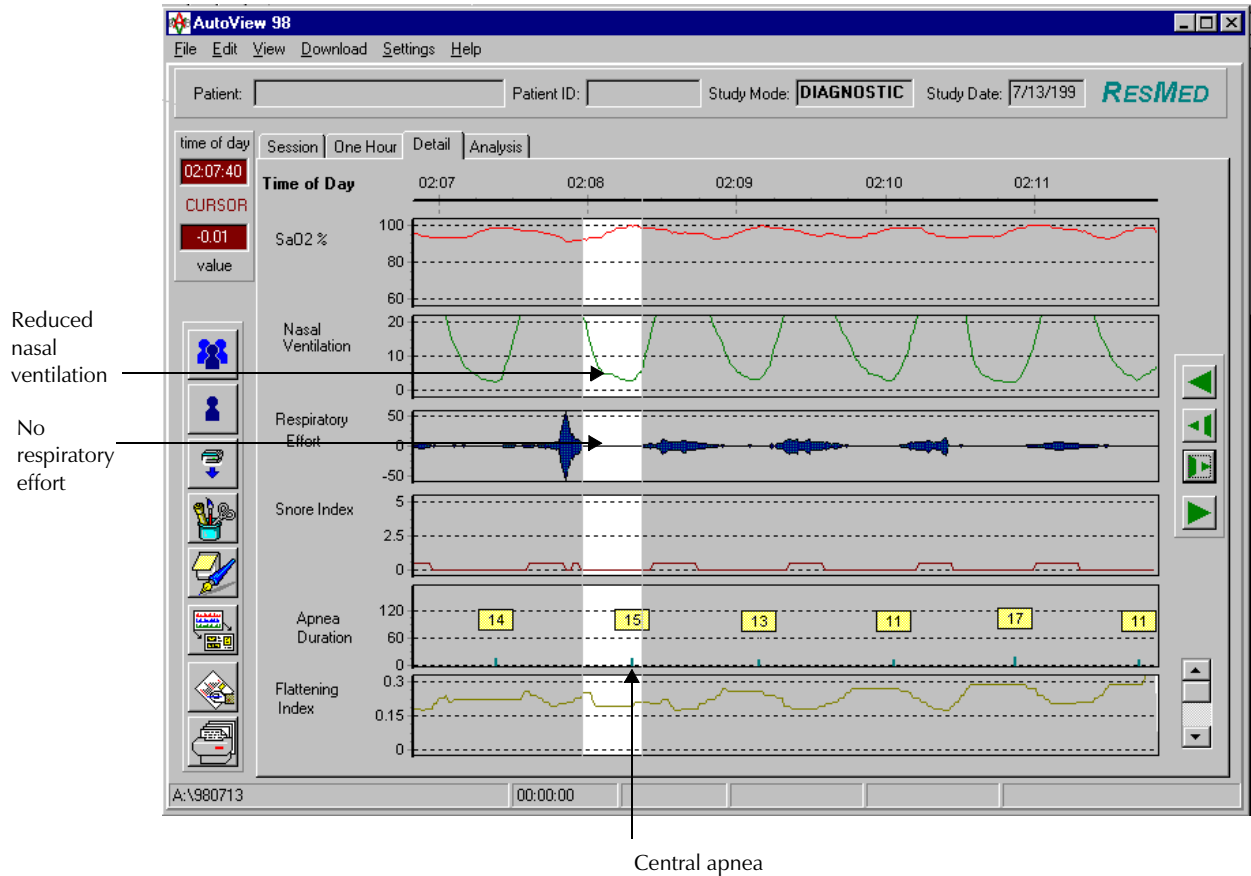 AutoView 98
File Edit View Download Settings Help
Patient: Patient ID: Study Mode: DIAGNOSTIC Study Date: 7/13/199 RESMED
time of day
02:07:40
CURSOR
-0.01
value
Session One Hour Detail Analysis
Time of Day 02:07 02:08 02:09 02:10 02:11
SaO2 %
100
80
60
Nasal
Ventilation
20
10
0
Respiratory
Effort
50
0
-50
Snore Index
5
2.5
0
Apnea
Duration
120
60
0
14 15 13 11 17 11
Flattening
Index
0.3
0.15
0
A:\980713 00:00:00
Reduced
nasal
ventilation
No
respiratory
effort
Central apnea